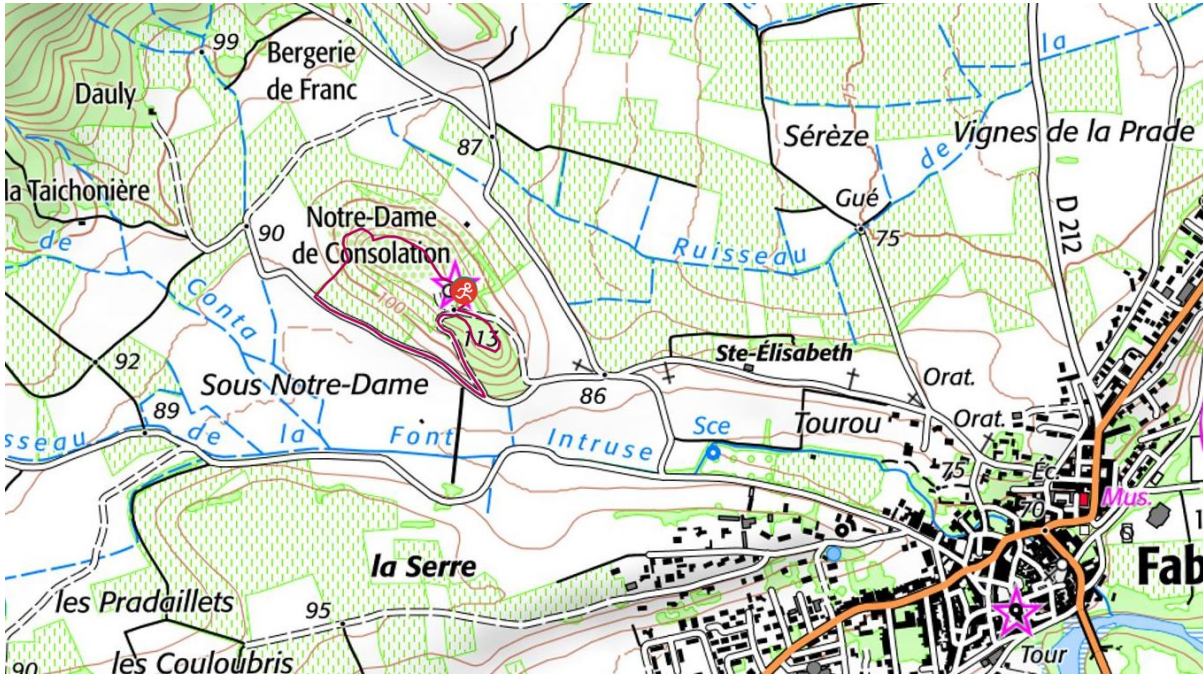 99
Bergerie
de Franc
la
Dauly
75
87
Sérèze
Vignes de la Prade
de
la Taichonière
Notre-Dame
de Consolation
Gué
90
D 212
75
de
Ruisseau
Conta
100
113
92
Sous Notre-Dame
Ste-Élisabeth
86
Orat.
89
Tourou
Orat.
sseau de la Font Intruse
Sce
75
Éc.
Mus.
70
la Serre
Fab
les Pradaillets
95
les Couloubris
90
Tour